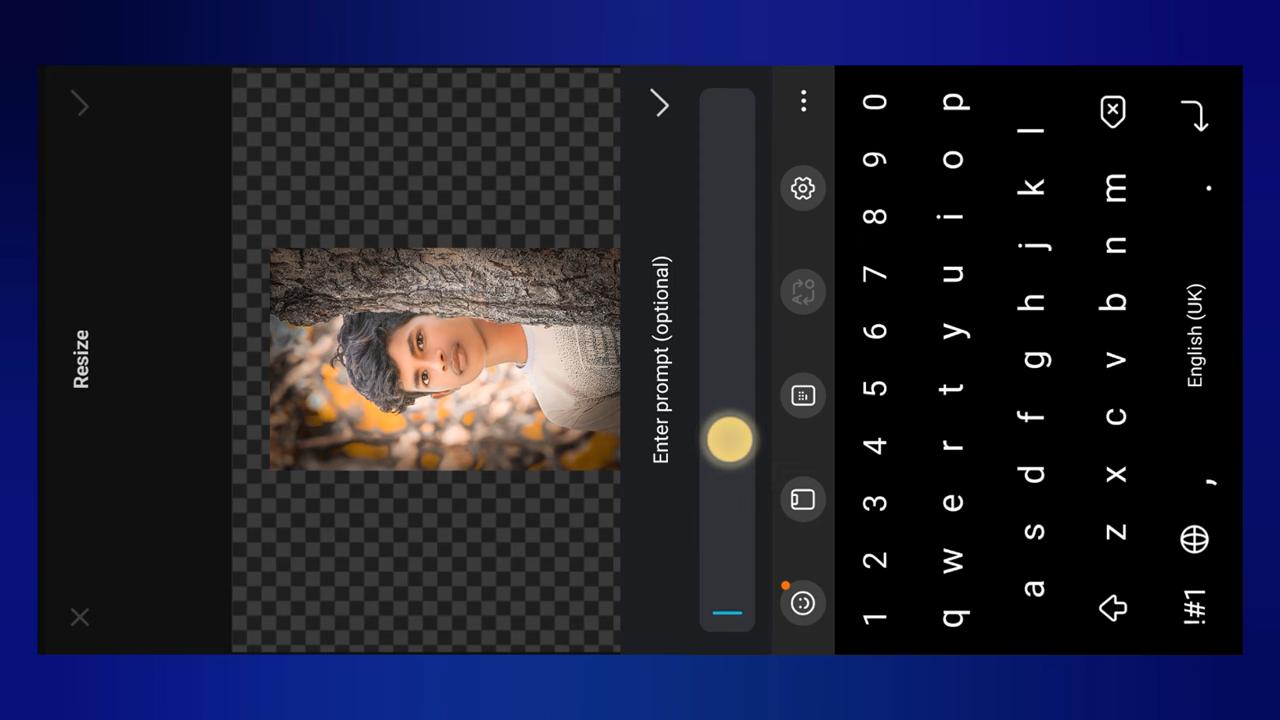 Resize
Enter prompt (optional)
1 2 3 4 5 6 7 8 9 0
q w e r t y u i o p
a s d f g h j k l
z x c v b n m
!#1 , English (UK) .